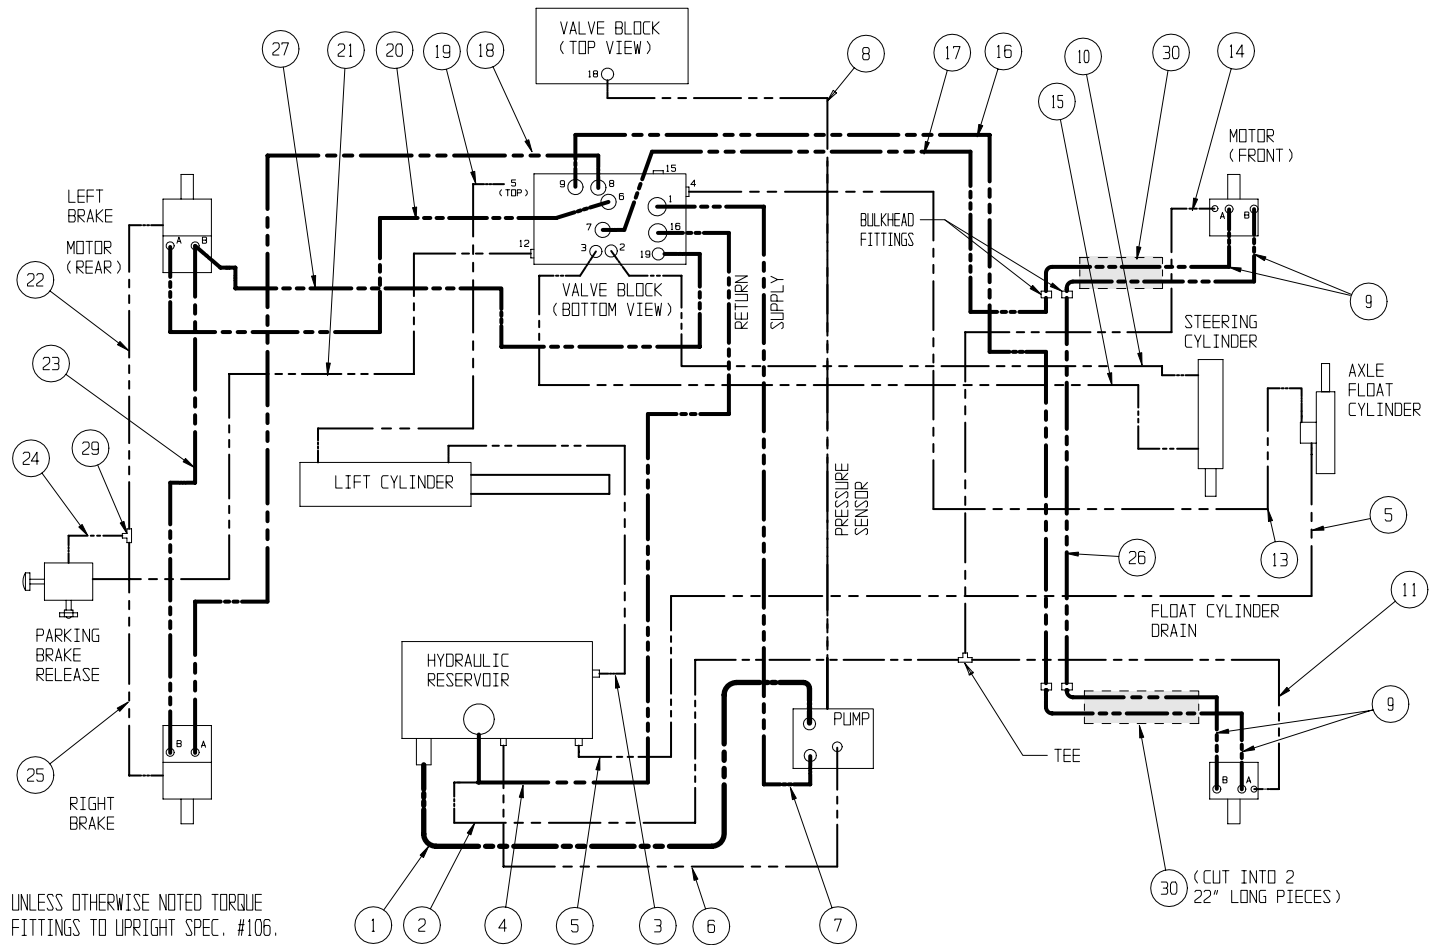 VALVE BLOCK
(TOP VIEW)
18
27
21
20
19
18
8
17
16
10
30
14
15
MOTOR
(FRONT)
LEFT
BRAKE
MOTOR
(REAR)
A
B
5
(TOP)
9
8
15
4
6
1
7
16
12
3
2
19
VALVE BLOCK
(BOTTOM VIEW)
RETURN
SUPPLY
BULKHEAD
FITTINGS
A
B
30
9
22
27
STEERING
CYLINDER
AXLE
FLOAT
CYLINDER
23
24
29
LIFT CYLINDER
PRESSURE
SENSOR
5
13
26
11
PARKING
BRAKE
RELEASE
FLOAT CYLINDER
DRAIN
HYDRAULIC
RESERVOIR
PUMP
TEE
9
B
A
25
RIGHT
BRAKE
B
A
30
(CUT INTO 2
22" LONG PIECES)
UNLESS OTHERWISE NOTED TORQUE
FITTINGS TO UPRIGHT SPEC. #106.
1
2
4
5
3
6
7